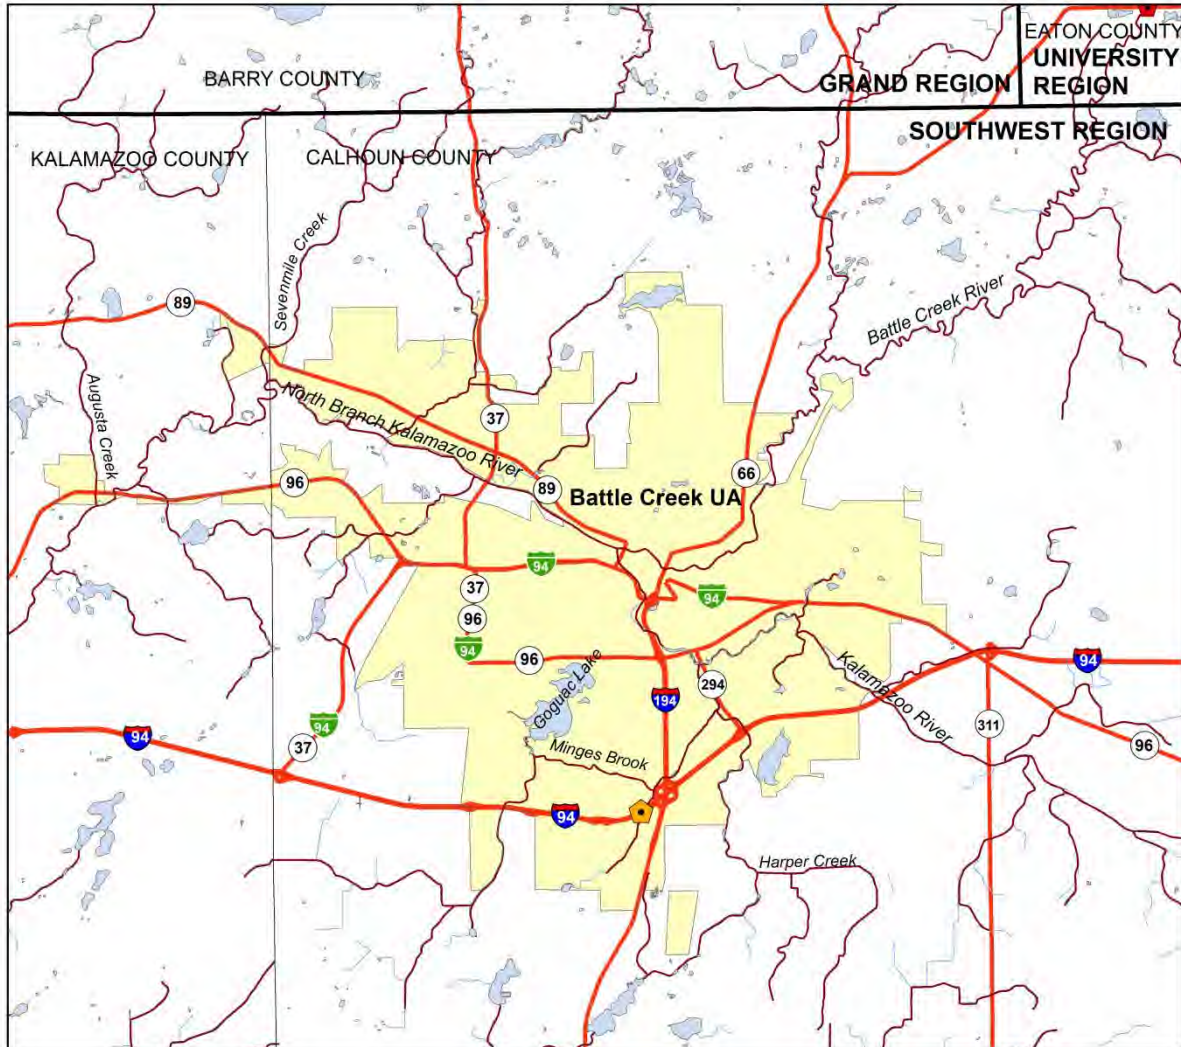 EATON COUNTY
UNIVERSITY
REGION
BARRY COUNTY
GRAND REGION
SOUTHWEST REGION
KALAMAZOO COUNTY
CALHOUN COUNTY
Sevenmile Creek
89
Battle Creek River
Augusta Creek
North Branch Kalamazoo River
37
66
96
89
Battle Creek UA
94
37
94
96
94
96
Kalamazoo River
94
Goguac Lake
294
194
311
94
94
37
Minges Brook
96
94
Harper Creek